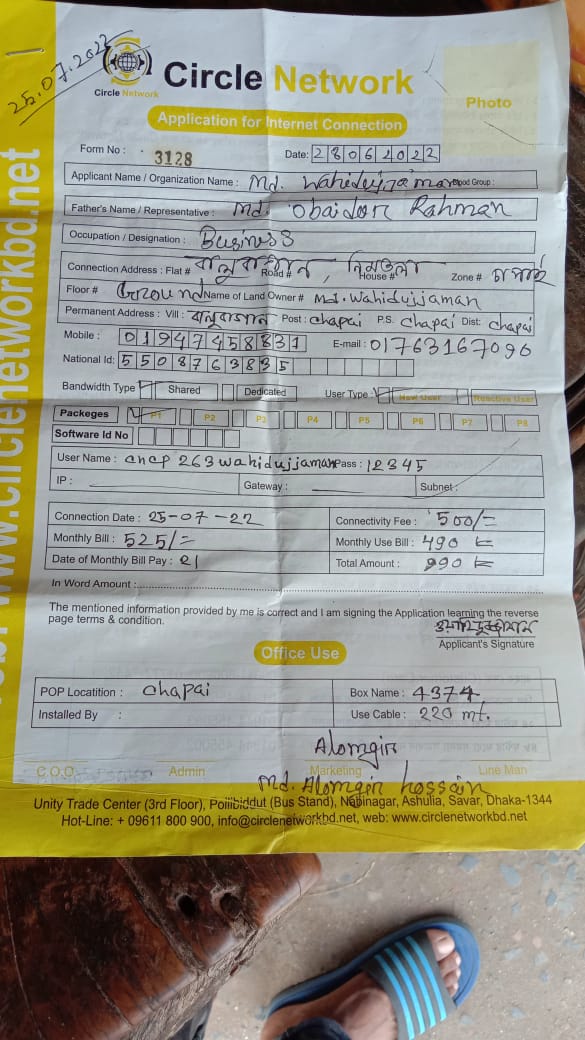 25.07.2022
Circle Network
Circle Network
Photo
Application for Internet Connection
Form No : 3128 Date: 28062022
Applicant Name / Organization Name : Md. Wahidujjaman Blood Group :
Father's Name / Representative : Md. Obaidur Rahman
Occupation / Designation : Business
Connection Address : Flat # বালুবাগান, Road # নিমতলা House # Zone # চাপাই
Floor # Ground Name of Land Owner # Md. Wahidujjaman
Permanent Address : Vill : বালুবাগান Post : chapai P.S. chapai Dist: chapai
Mobile : 01947458831 E-mail : 01763167090
National Id: 5508763835
Bandwidth Type Shared Dedicated User Type : New User Reactive User
Packeges P1 P2 P3 P4 P5 P6 P7 P8
Software Id No
User Name : chap263wahidujjaman Pass : 12345
IP : Gateway : Subnet :
Connection Date : 25-07-22 Connectivity Fee : 500/=
Monthly Bill : 525/= Monthly Use Bill : 490
Date of Monthly Bill Pay : 21 Total Amount : 990
In Word Amount :
The mentioned information provided by me is correct and I am signing the Application learning the reverse
page terms & condition.
Applicant's Signature
Office Use
POP Locatition : chapai Box Name : 4374
Installed By : Use Cable : 220 mt.
Alomgir
C.O.O Admin Marketing Line Man
Md. Alomgir hossain
Unity Trade Center (3rd Floor), Polliibiddut (Bus Stand), Nabinagar, Ashulia, Savar, Dhaka-1344
Hot-Line: + 09611 800 900, info@circlenetworkbd.net, web: www.circlenetworkbd.net
www.circlenetworkbd.net